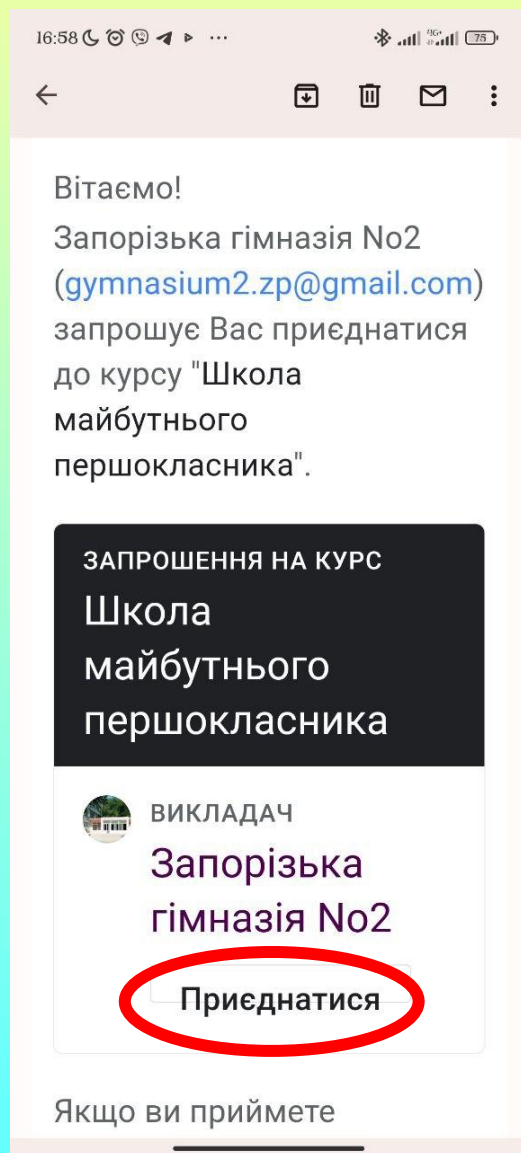 16:58
75
Вітаємо!
Запорізька гімназія No2
(gymnasium2.zp@gmail.com)
запрошує Вас приєднатися
до курсу "Школа
майбутнього
першокласника".
ЗАПРОШЕННЯ НА КУРС
Школа
майбутнього
першокласника
ВИКЛАДАЧ
Запорізька
гімназія No2
Приєднатися
Якщо ви приймете